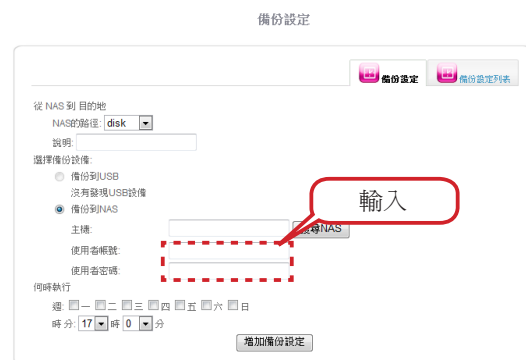 備份設定
備份設定 備份設定列表
從 NAS 到 目的地
NAS的路徑: disk
說明:
選擇備份設備:
備份到USB
沒有發現USB設備
備份到NAS
輸入
主機: 搜尋NAS
使用者帳號:
使用者密碼:
何時執行
週: 一 二 三 四 五 六 日
時 分: 17 時 0 分
增加備份設定